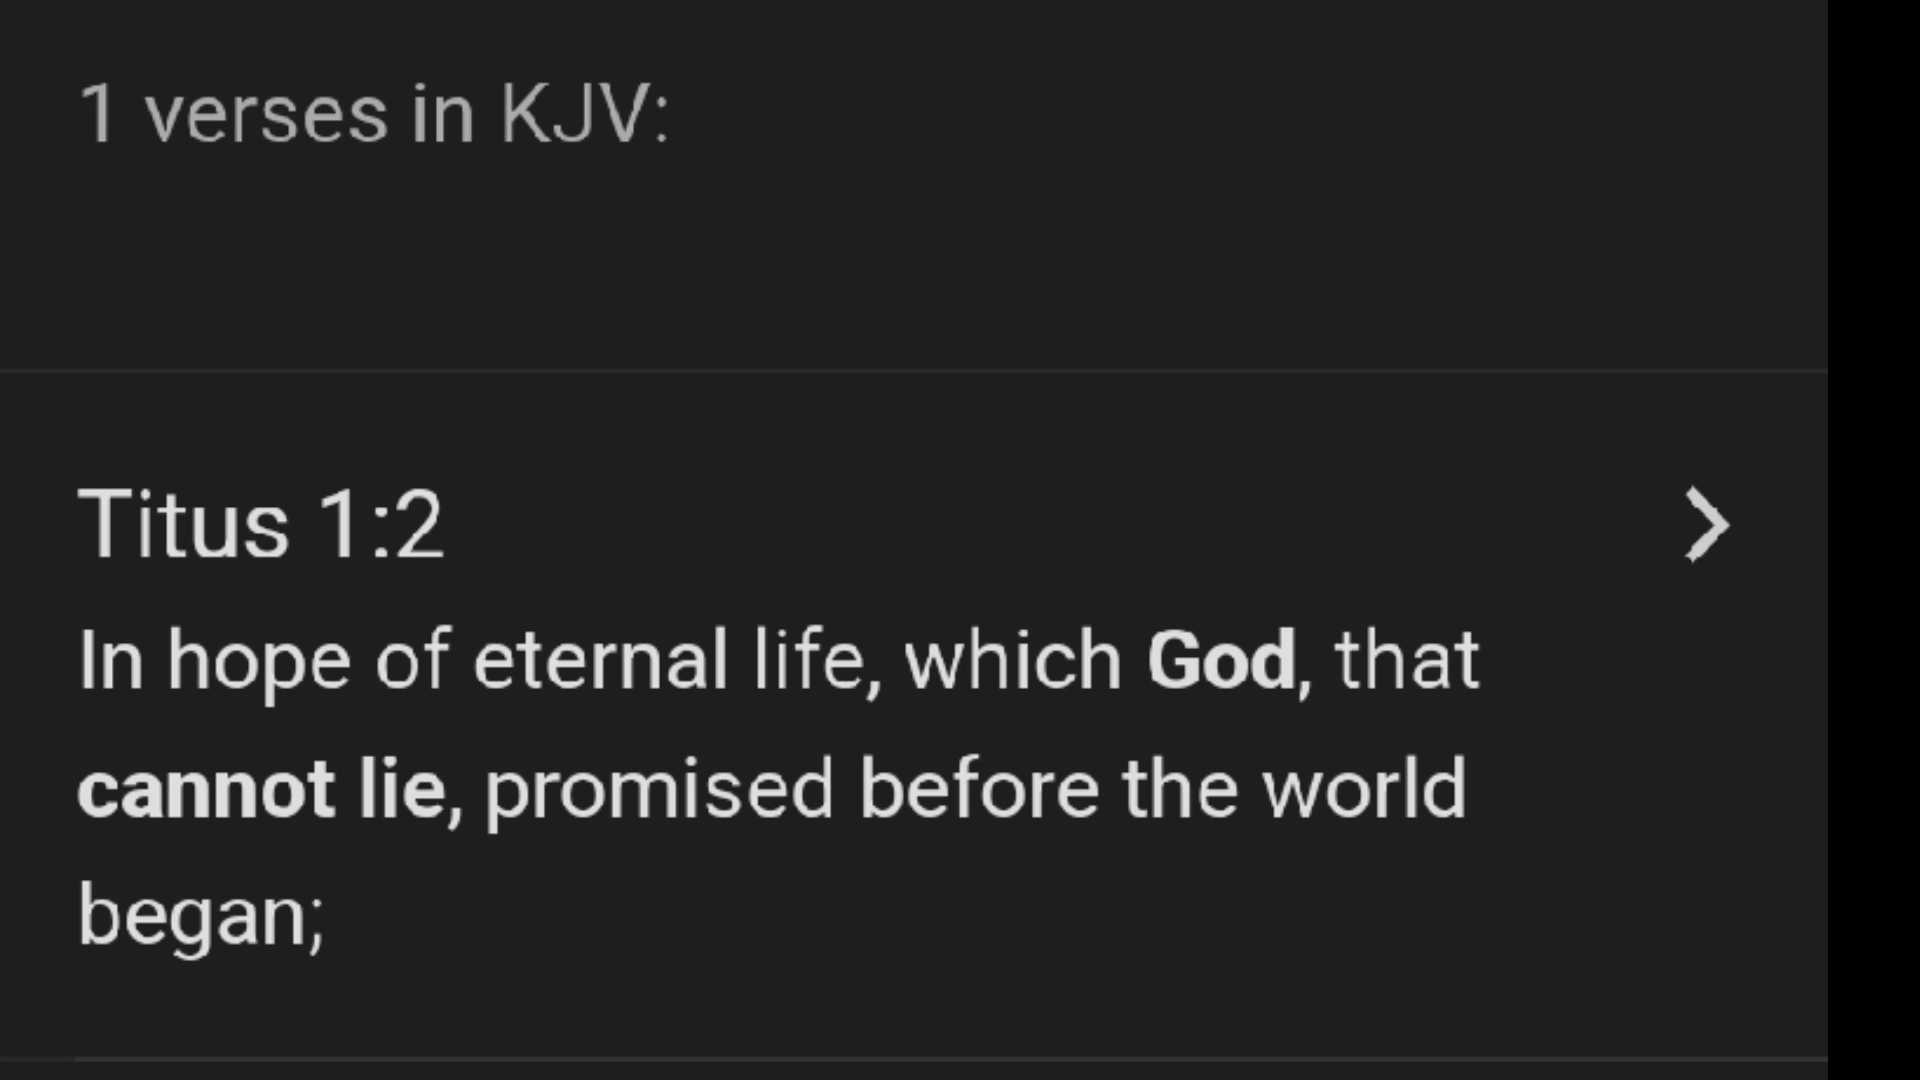 1 verses in KJV:
Titus 1:2
In hope of eternal life, which God, that
cannot lie, promised before the world
began;